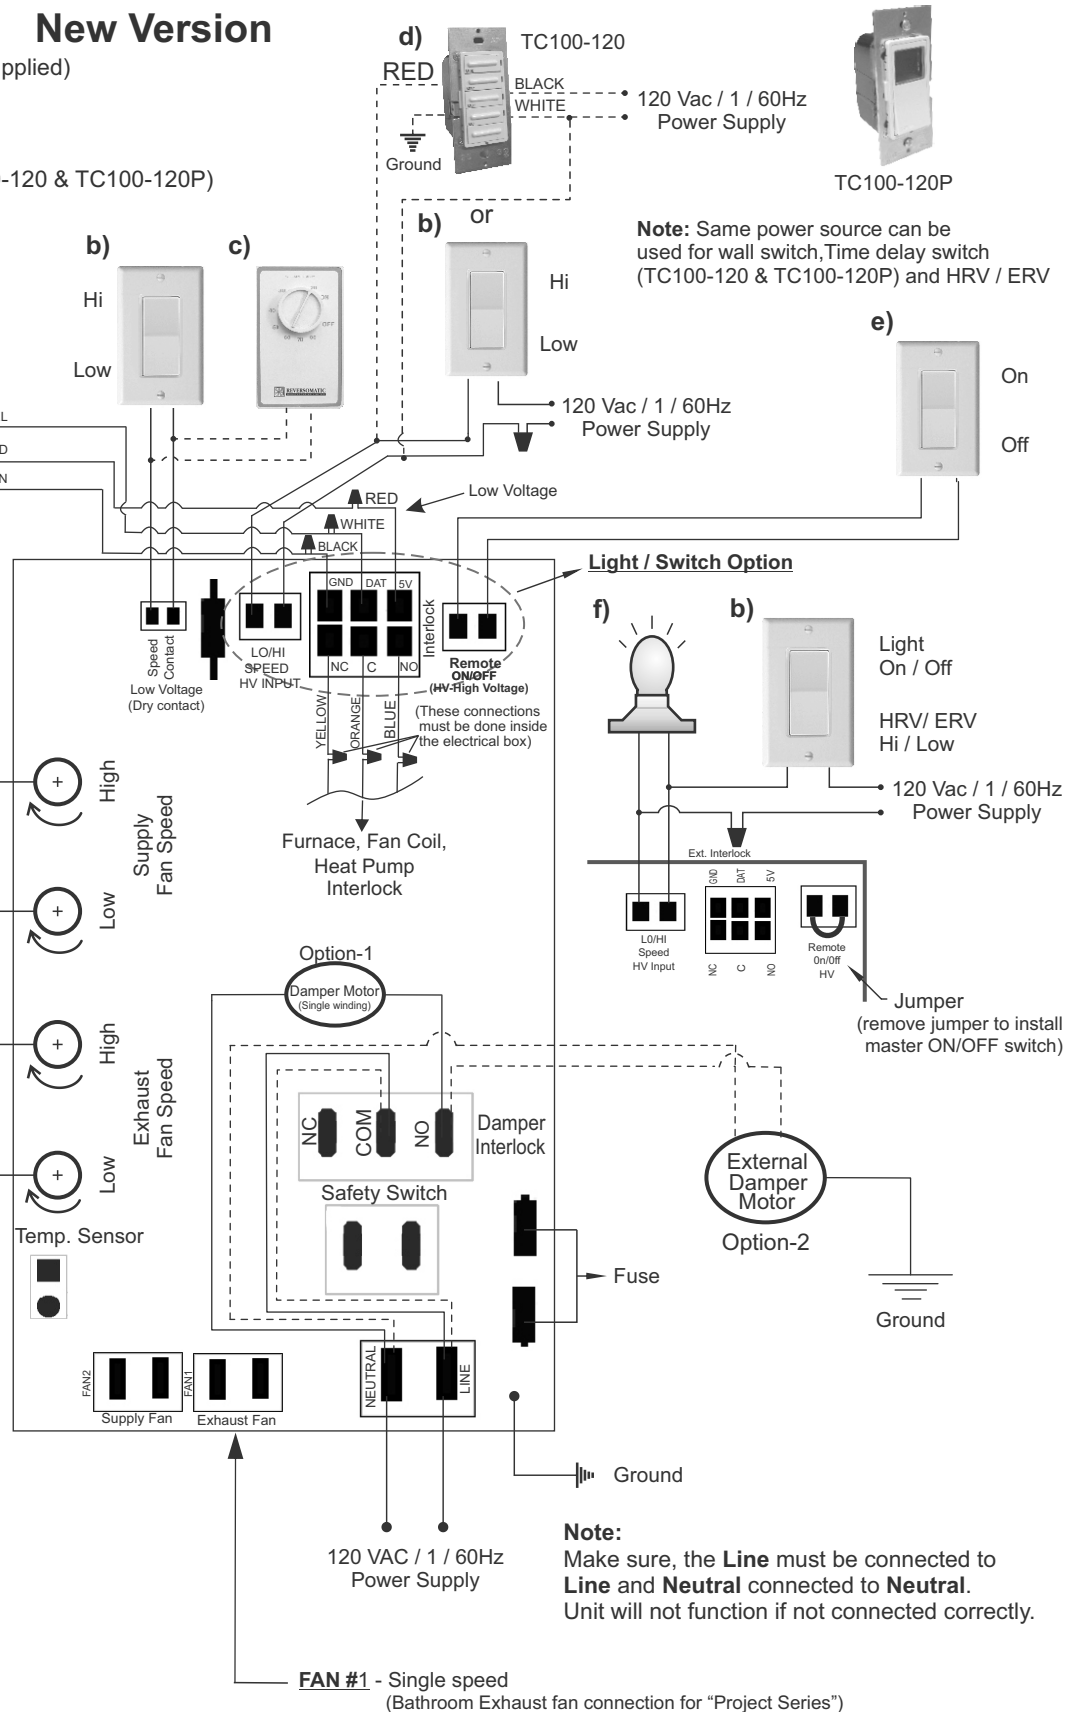 New Version
pplied)
-120 & TC100-120P)
d)
TC100-120
RED
BLACK
WHITE
120 Vac / 1 / 60Hz
Power Supply
Ground
TC100-120P
or
Note: Same power source can be
used for wall switch,Time delay switch
(TC100-120 & TC100-120P) and HRV / ERV
b)
Hi
Low
c)
OFF
REVERSOMATIC
b)
Hi
Low
120 Vac / 1 / 60Hz
Power Supply
e)
On
Off
L
D
N
RED
WHITE
BLACK
Low Voltage
Light / Switch Option
Speed
Contact
Low Voltage
(Dry contact)
LO/HI
SPEED
HV INPUT
GND
DAT
5V
NC
C
NO
Interlock
Remote
ON/OFF
(HV-High Voltage)
YELLOW
ORANGE
BLUE
(These connections
must be done inside
the electrical box)
Furnace, Fan Coil,
Heat Pump
Interlock
f)
b)
Light
On / Off
HRV/ ERV
Hi / Low
120 Vac / 1 / 60Hz
Power Supply
Ext. Interlock
GND
DAT
5V
L0/HI
Speed
HV Input
NC
C
NO
Remote
0n/0ff
HV
Jumper
(remove jumper to install
master ON/OFF switch)
High
Supply
Fan Speed
Low
High
Exhaust
Fan Speed
Low
Temp. Sensor
Option-1
Damper Motor
(Single winding)
NC
COM
NO
Damper
Interlock
Safety Switch
External
Damper
Motor
Option-2
Ground
Fuse
NEUTRAL
LINE
FAN2
Supply Fan
FAN1
Exhaust Fan
Ground
120 VAC / 1 / 60Hz
Power Supply
Note:
Make sure, the Line must be connected to
Line and Neutral connected to Neutral.
Unit will not function if not connected correctly.
FAN #1 - Single speed
(Bathroom Exhaust fan connection for “Project Series”)